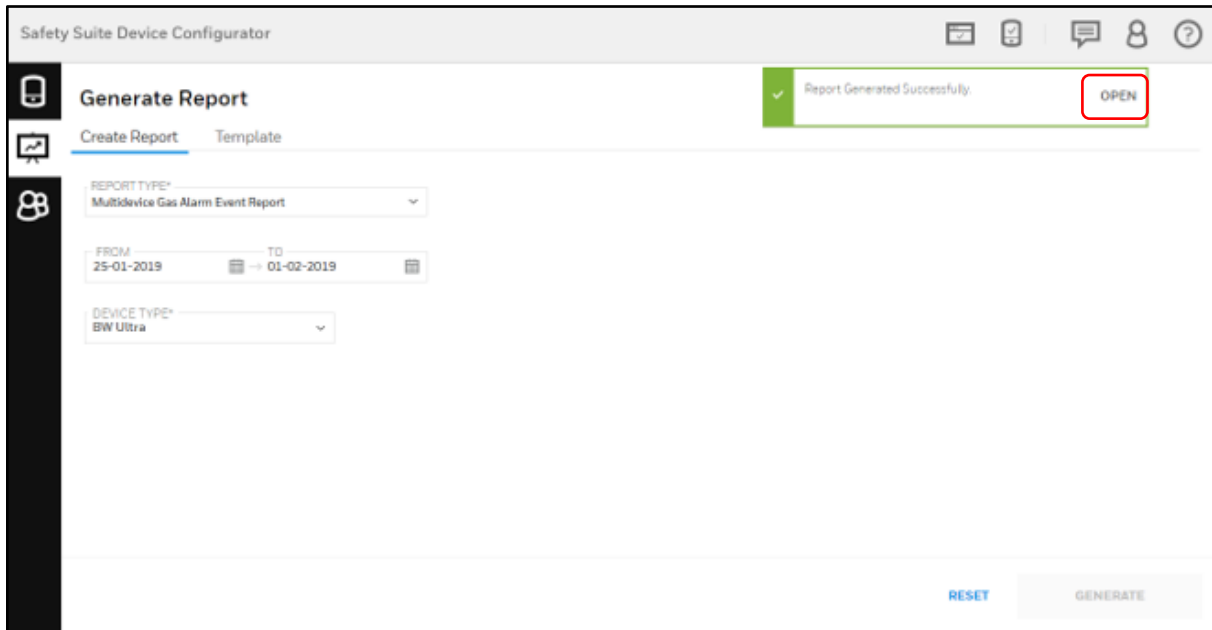 Safety Suite Device Configurator
Generate Report
Report Generated Successfully.
OPEN
Create Report
Template
REPORT TYPE*
Multidevice Gas Alarm Event Report
FROM
TO
25-01-2019
01-02-2019
DEVICE TYPE*
BW Ultra
RESET
GENERATE